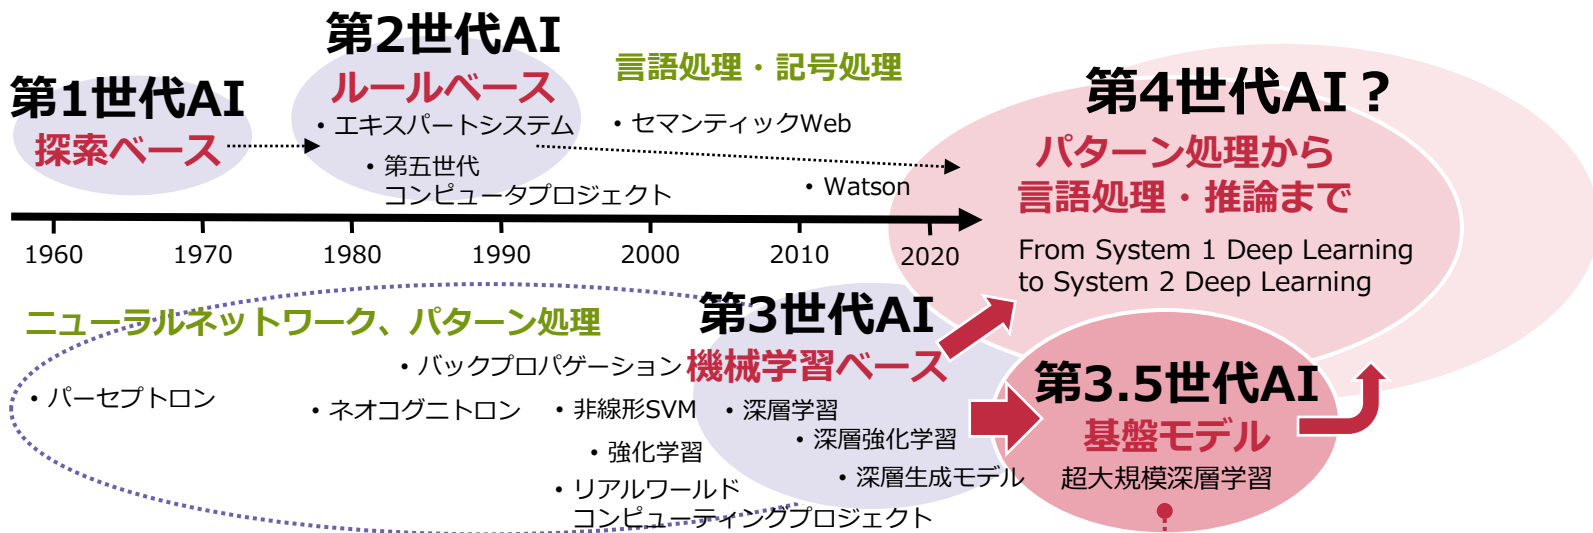 第1世代AI
探索ベース
第2世代AI
ルールベース
・エキスパートシステム
・第五世代
コンピュータプロジェクト
言語処理・記号処理
・セマンティックWeb
・Watson
第4世代AI？
パターン処理から
言語処理・推論まで
From System 1 Deep Learning
to System 2 Deep Learning
1960
1970
1980
1990
2000
2010
2020
ニューラルネットワーク、パターン処理
・パーセプトロン
・バックプロパゲーション
・ネオコグニトロン
・非線形SVM
・強化学習
・リアルワールド
コンピューティングプロジェクト
第3世代AI
機械学習ベース
・深層学習
・深層強化学習
・深層生成モデル
第3.5世代AI
基盤モデル
超大規模深層学習